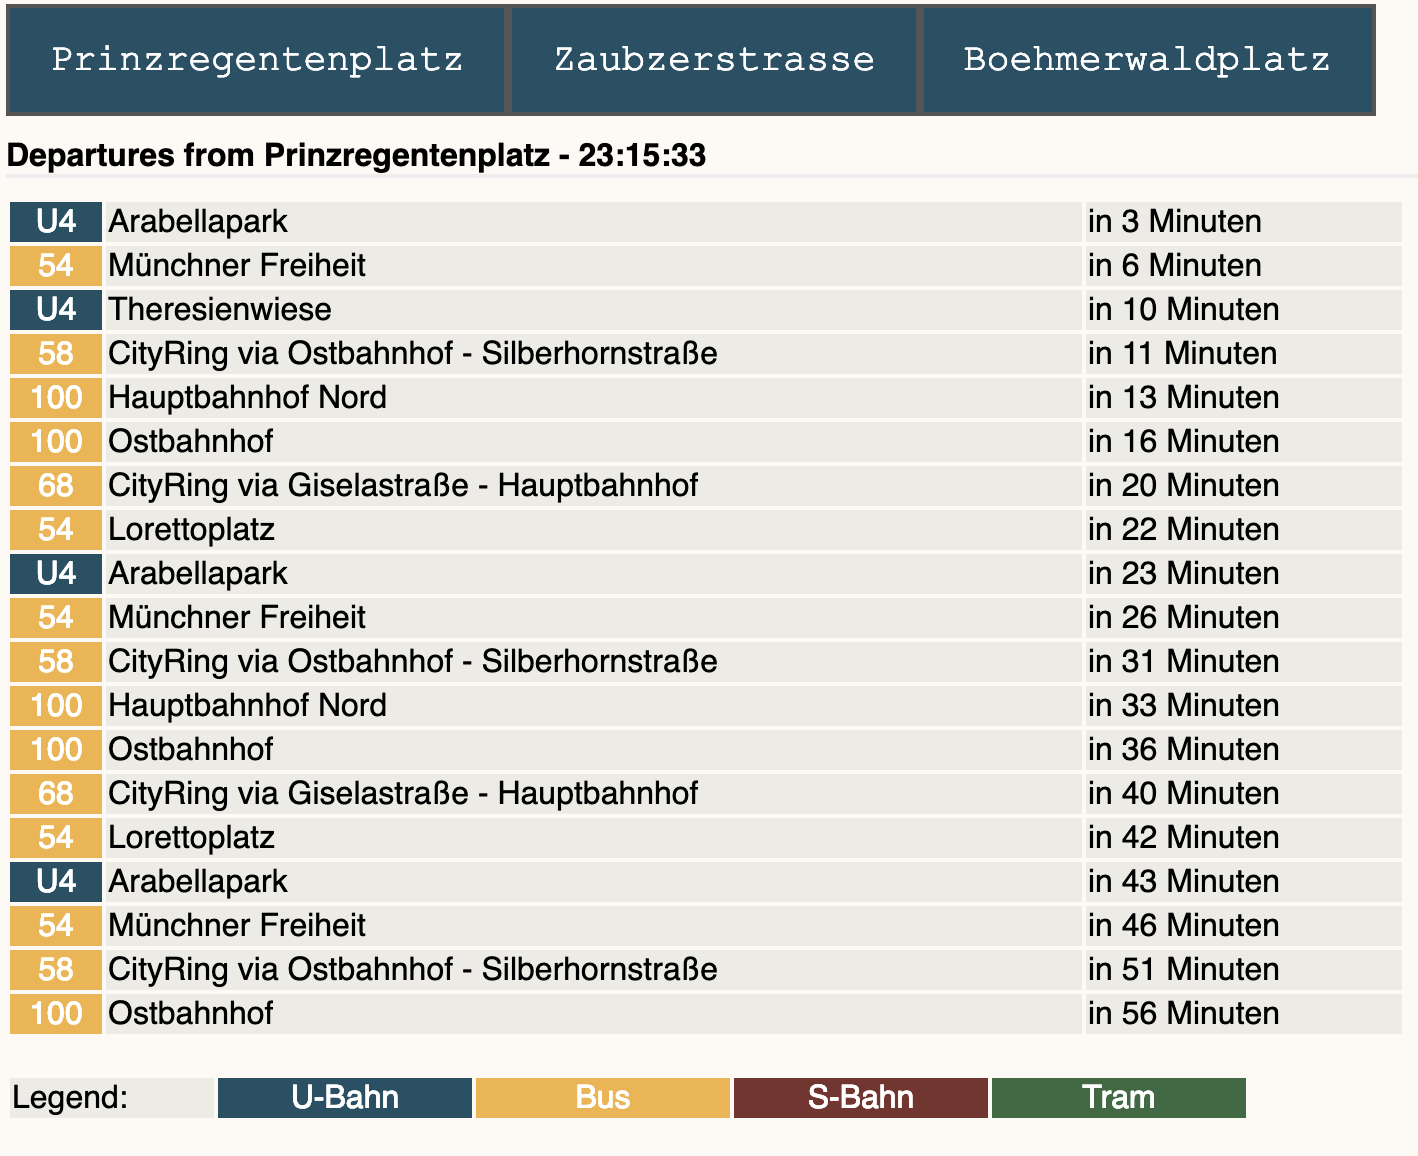 Prinzregentenplatz Zaubzerstrasse Boehmerwaldplatz
Departures from Prinzregentenplatz - 23:15:33
U4 Arabellapark in 3 Minuten
54 Münchner Freiheit in 6 Minuten
U4 Theresienwiese in 10 Minuten
58 CityRing via Ostbahnhof - Silberhornstraße in 11 Minuten
100 Hauptbahnhof Nord in 13 Minuten
100 Ostbahnhof in 16 Minuten
68 CityRing via Giselastraße - Hauptbahnhof in 20 Minuten
54 Lorettoplatz in 22 Minuten
U4 Arabellapark in 23 Minuten
54 Münchner Freiheit in 26 Minuten
58 CityRing via Ostbahnhof - Silberhornstraße in 31 Minuten
100 Hauptbahnhof Nord in 33 Minuten
100 Ostbahnhof in 36 Minuten
68 CityRing via Giselastraße - Hauptbahnhof in 40 Minuten
54 Lorettoplatz in 42 Minuten
U4 Arabellapark in 43 Minuten
54 Münchner Freiheit in 46 Minuten
58 CityRing via Ostbahnhof - Silberhornstraße in 51 Minuten
100 Ostbahnhof in 56 Minuten
Legend: U-Bahn Bus S-Bahn Tram